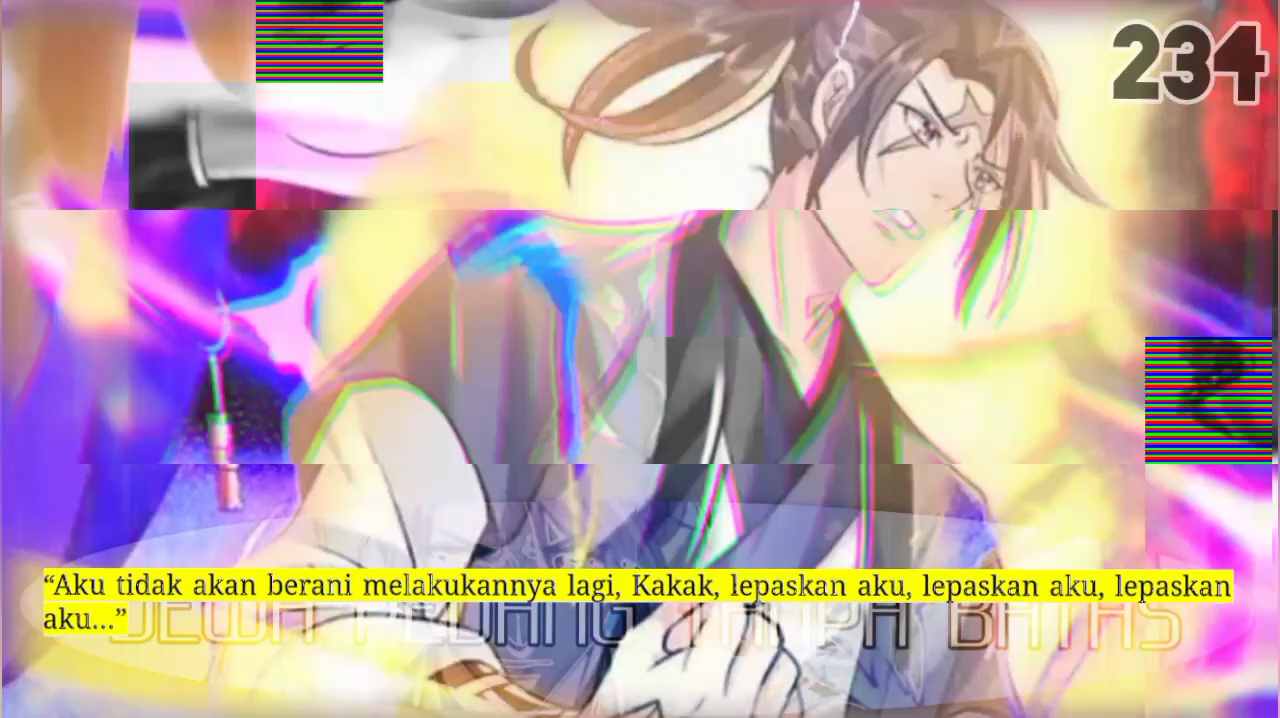 234
“Aku tidak akan berani melakukannya lagi, Kakak, lepaskan aku, lepaskan aku, lepaskan
aku...”
DEWA PEDANG TANPA BATAS